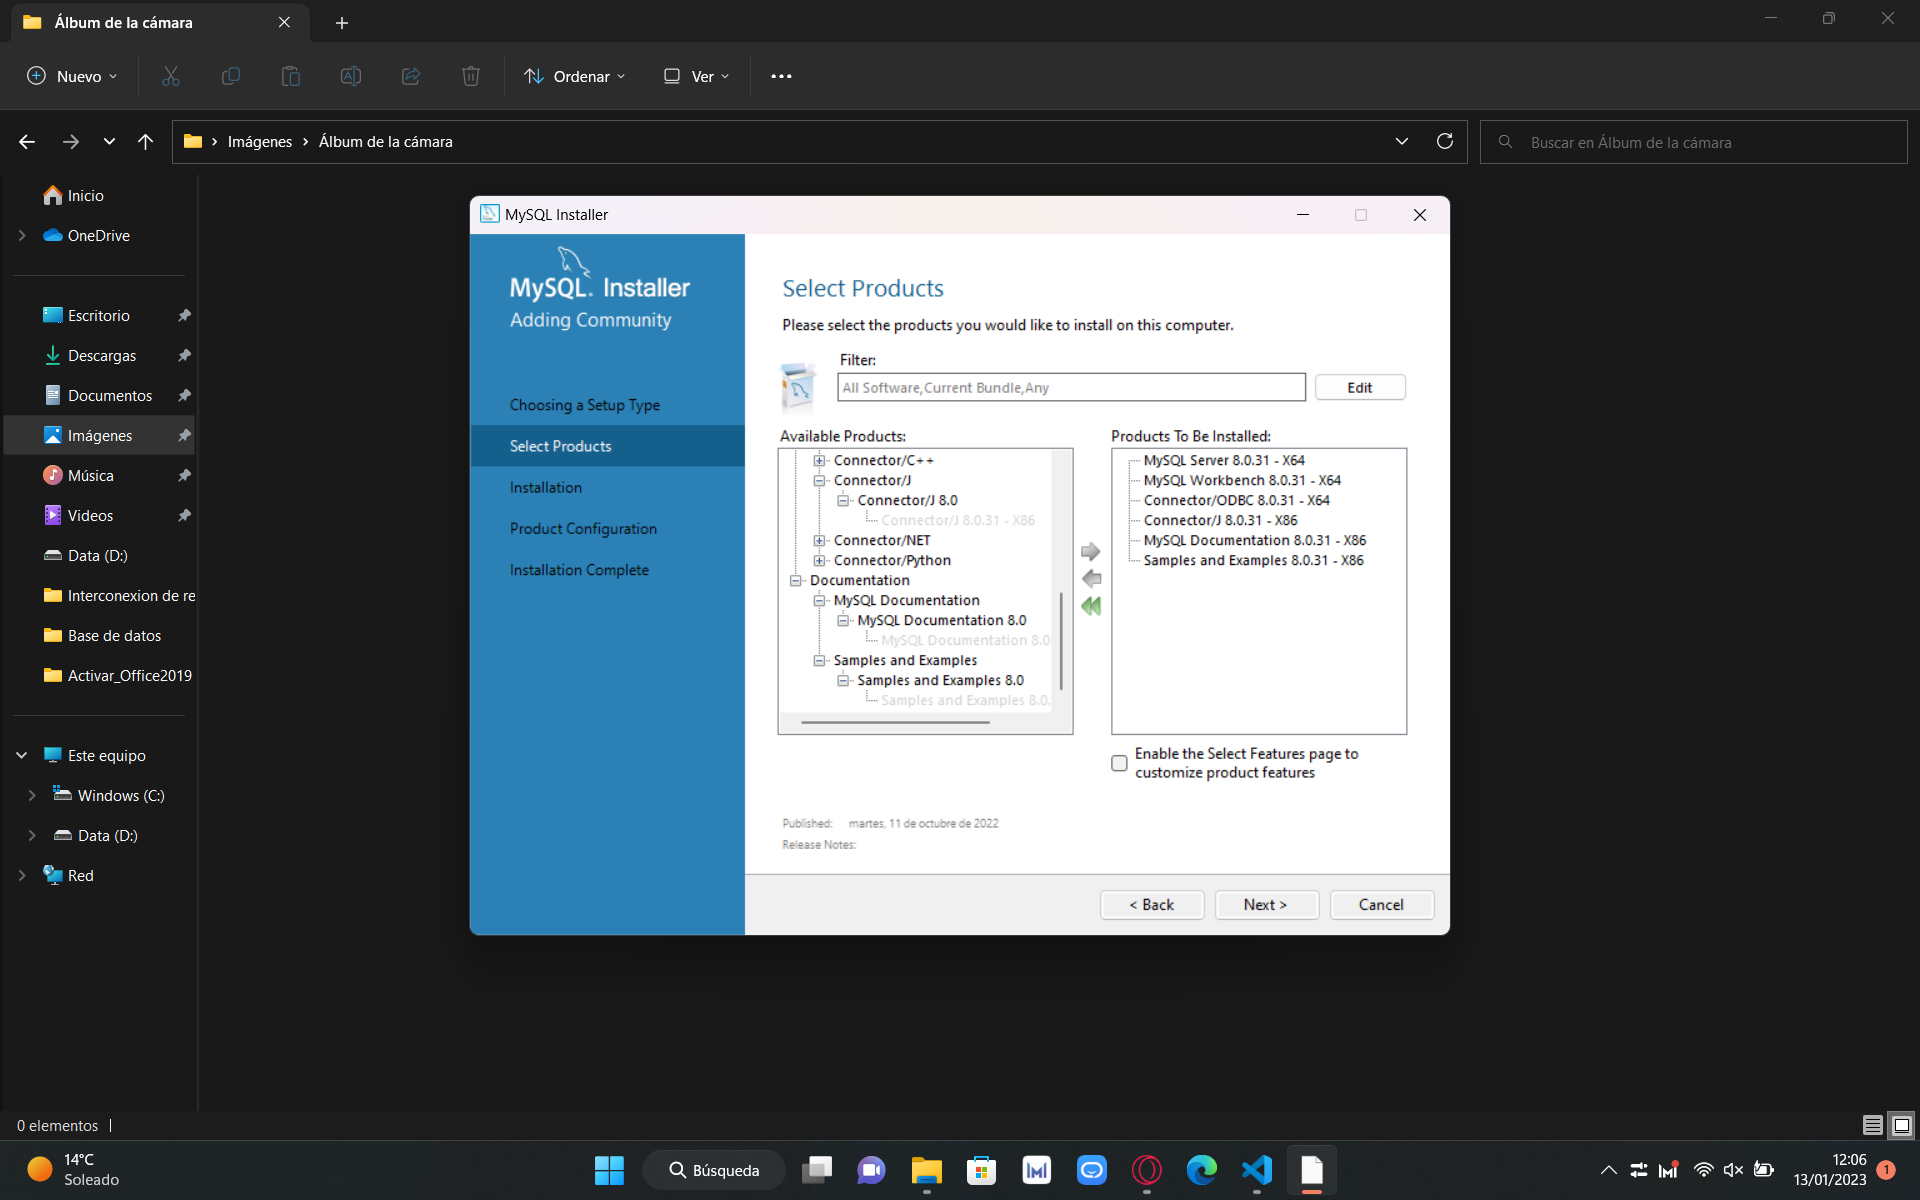 Álbum de la cámara
Nuevo
Ordenar
Ver
Imágenes
Álbum de la cámara
Buscar en Álbum de la cámara
Inicio
OneDrive
Escritorio
Descargas
Documentos
Imágenes
Música
Videos
Data (D:)
Interconexion de re
Base de datos
Activar_Office2019
Este equipo
Windows (C:)
Data (D:)
Red
MySQL Installer
MySQL. Installer
Adding Community
Choosing a Setup Type
Select Products
Installation
Product Configuration
Installation Complete
Select Products
Please select the products you would like to install on this computer.
Filter:
All Software,Current Bundle,Any
Edit
Available Products:
Connector/C++
Connector/J
Connector/J 8.0
Connector/J 8.0.31 - X86
Connector/NET
Connector/Python
Documentation
MySQL Documentation
MySQL Documentation 8.0
MySQL Documentation 8.0
Samples and Examples
Samples and Examples 8.0
Samples and Examples 8.0.
Products To Be Installed:
MySQL Server 8.0.31 - X64
MySQL Workbench 8.0.31 - X64
Connector/ODBC 8.0.31 - X64
Connector/J 8.0.31 - X86
MySQL Documentation 8.0.31 - X86
Samples and Examples 8.0.31 - X86
Enable the Select Features page to
customize product features
Published: martes, 11 de octubre de 2022
Release Notes:
< Back
Next >
Cancel
0 elementos
14°C
Soleado
Búsqueda
12:06
13/01/2023
1